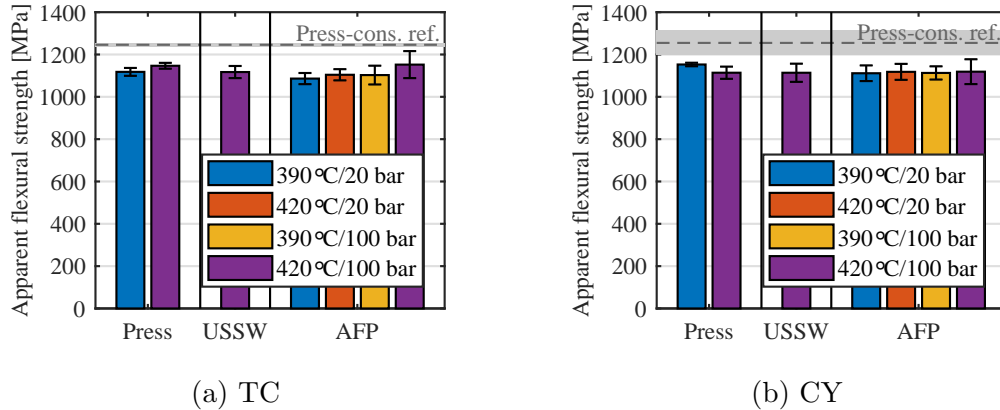 Apparent flexural strength [MPa]
1400
1200
1000
800
600
400
200
0
Press-cons. ref.
390°C/20 bar
420°C/20 bar
390°C/100 bar
420°C/100 bar
Press USSW AFP
(a) TC
Apparent flexural strength [MPa]
1400
1200
1000
800
600
400
200
0
Press-cons. ref.
390°C/20 bar
420°C/20 bar
390°C/100 bar
420°C/100 bar
Press USSW AFP
(b) CY